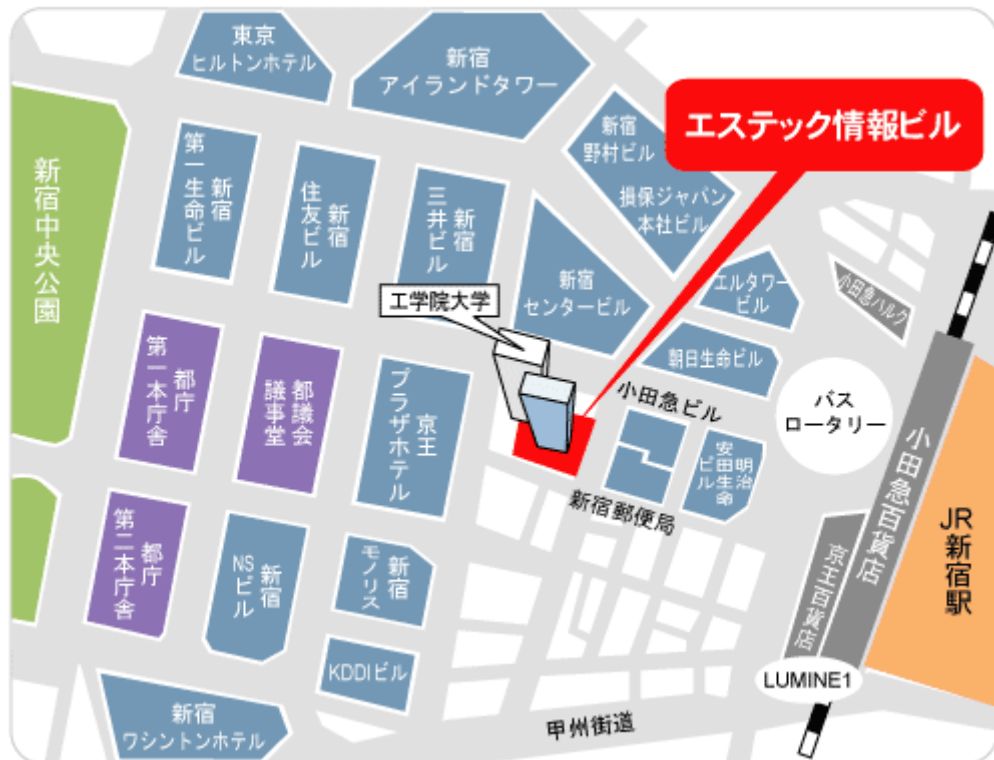 東京
ヒルトンホテル
新宿
アイランドタワー
新宿
野村ビル
エステック情報ビル
損保ジャパン
本社ビル
新宿中央公園
新宿
第一生命ビル
新宿
住友ビル
新宿
三井ビル
新宿
センタービル
エルタワー
ビル
小田急ハルク
工学院大学
朝日生命ビル
都庁
第一本庁舎
都議会
議事堂
京王
プラザホテル
小田急ビル
バス
ロータリー
明治
安田生命
ビル
小田急百貨店
新宿郵便局
JR新宿駅
都庁
第二本庁舎
新宿
NSビル
新宿
モノリス
京王百貨店
KDDIビル
LUMINE1
新宿
ワシントンホテル
甲州街道